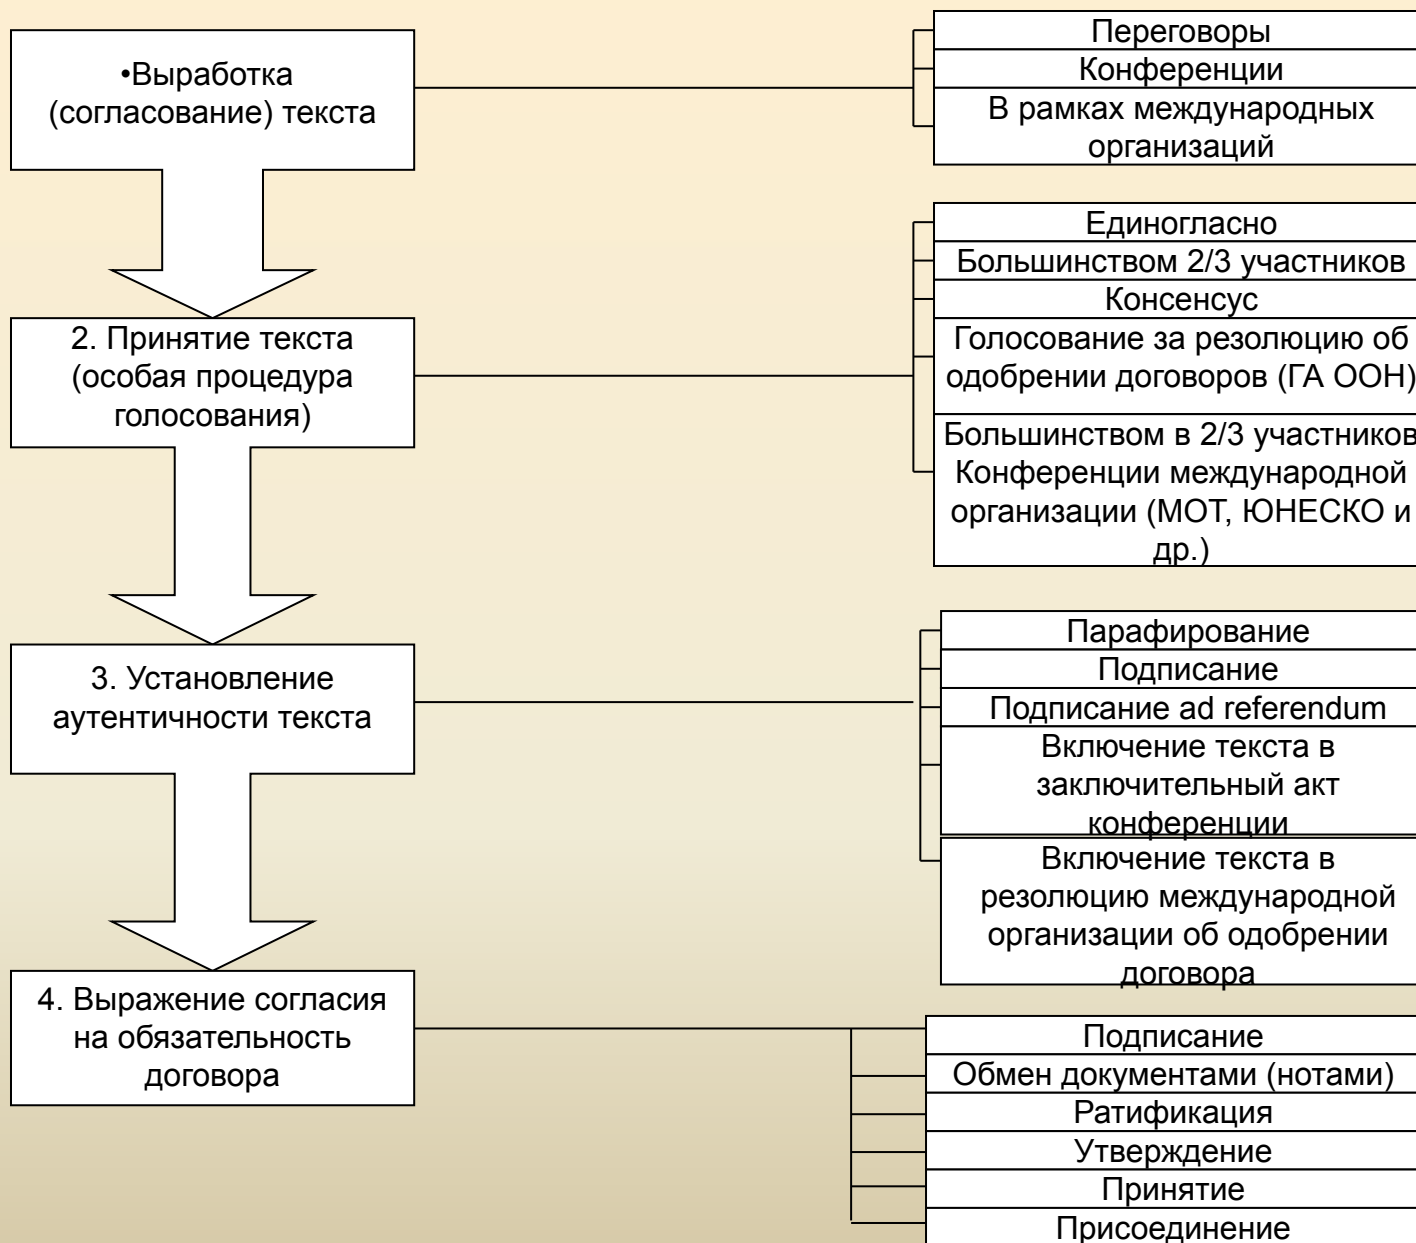 •Выработка
(согласование) текста
Переговоры
Конференции
В рамках международных
организаций
2. Принятие текста
(особая процедура
голосования)
Единогласно
Большинством 2/3 участников
Консенсус
Голосование за резолюцию об
одобрении договоров (ГА ООН)
Большинством в 2/3 участников
Конференции международной
организации (МОТ, ЮНЕСКО и
др.)
3. Установление
аутентичности текста
Парафирование
Подписание
Подписание ad referendum
Включение текста в
заключительный акт
конференции
Включение текста в
резолюцию международной
организации об одобрении
договора
4. Выражение согласия
на обязательность
договора
Подписание
Обмен документами (нотами)
Ратификация
Утверждение
Принятие
Присоединение